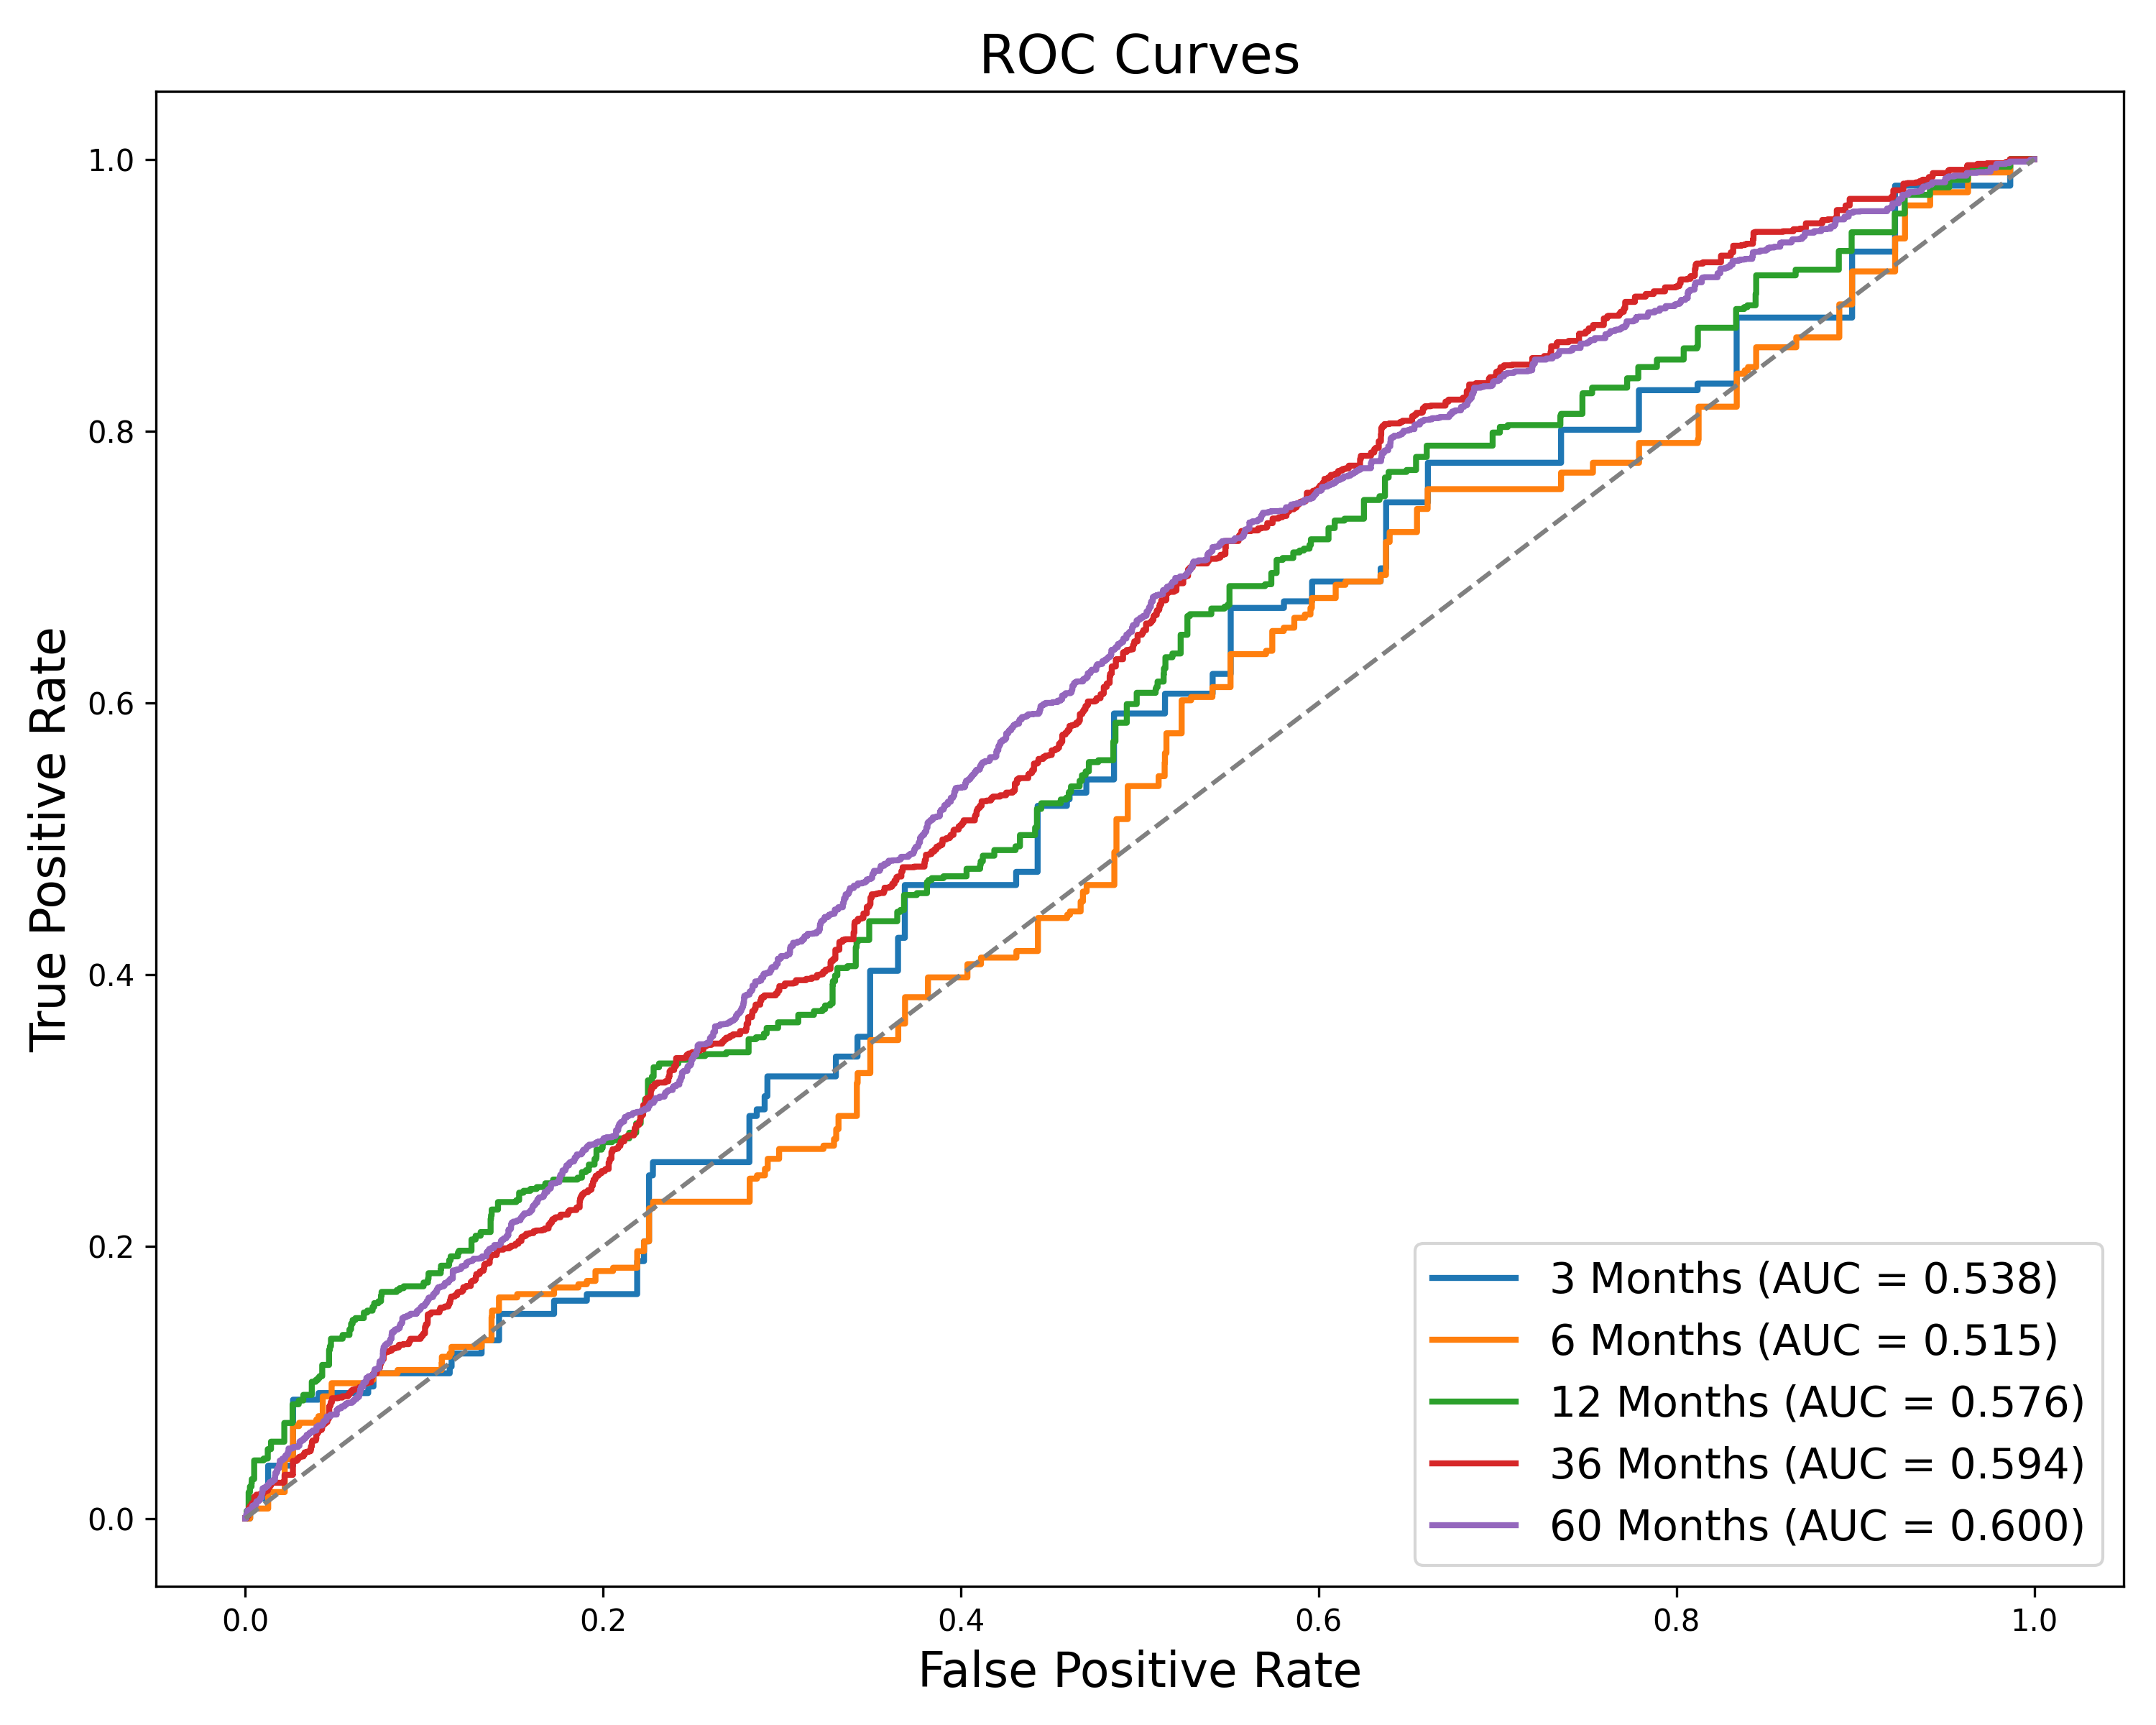 ROC Curves
True Positive Rate
1.0
0.8
0.6
0.4
0.2
0.0
0.0 0.2 0.4 0.6 0.8 1.0
False Positive Rate
3 Months (AUC = 0.538)
6 Months (AUC = 0.515)
12 Months (AUC = 0.576)
36 Months (AUC = 0.594)
60 Months (AUC = 0.600)